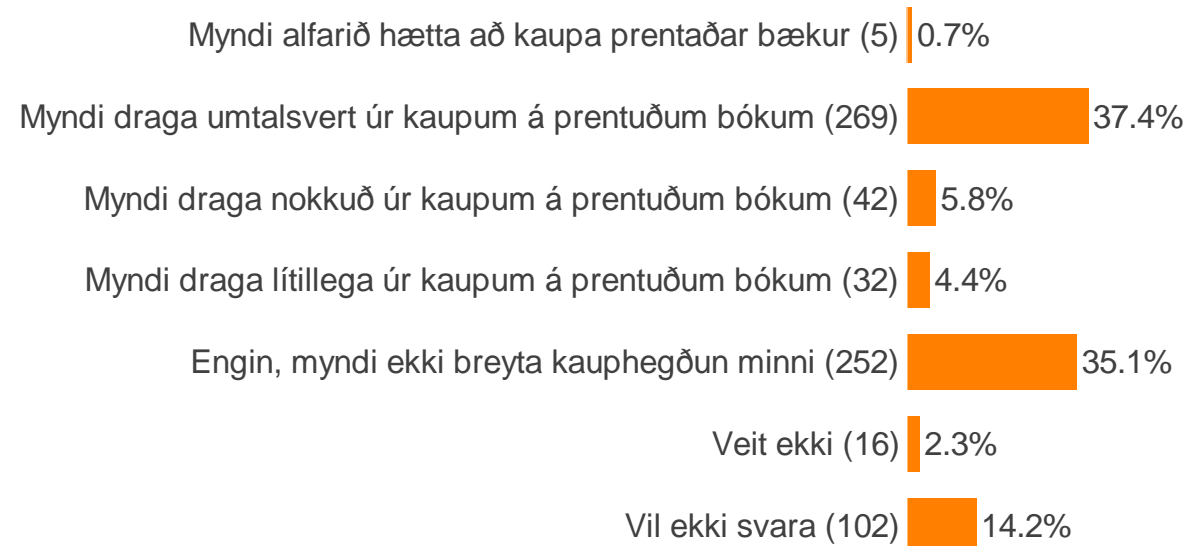 Myndi alfarið hætta að kaupa prentaðar bækur (5) 0.7%
Myndi draga umtalsvert úr kaupum á prentuðum bókum (269) 37.4%
Myndi draga nokkuð úr kaupum á prentuðum bókum (42) 5.8%
Myndi draga lítillega úr kaupum á prentuðum bókum (32) 4.4%
Engin, myndi ekki breyta kauphegðun minni (252) 35.1%
Veit ekki (16) 2.3%
Vil ekki svara (102) 14.2%